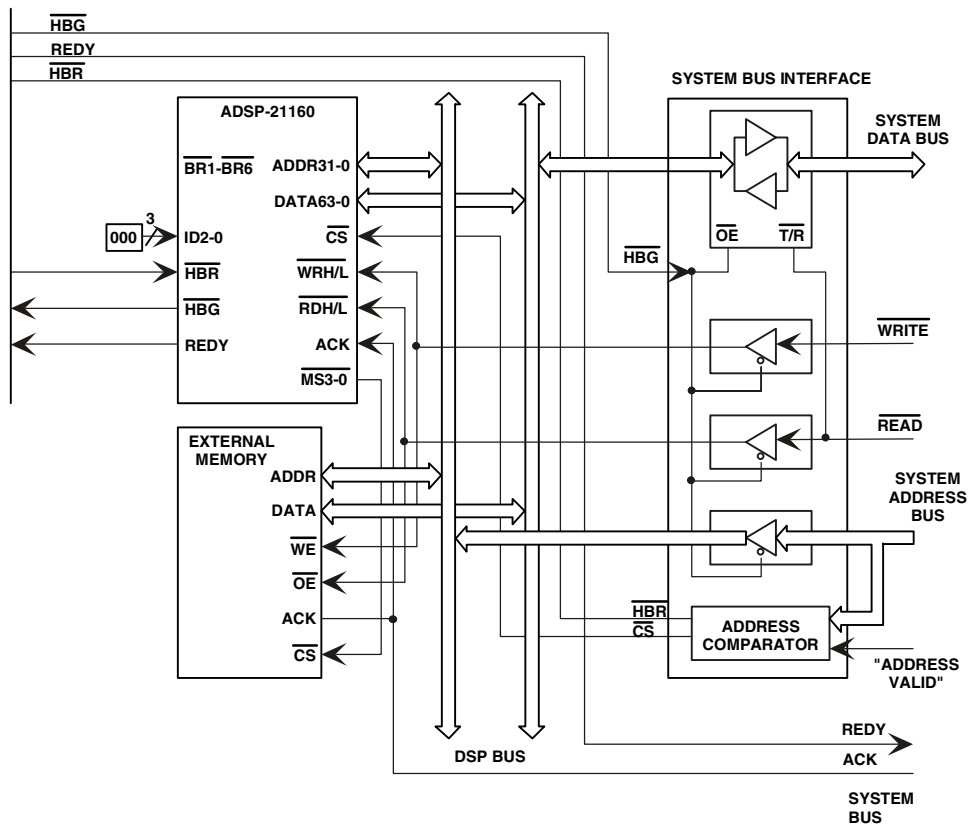 HBG
REDY
HBR
SYSTEM BUS INTERFACE
ADSP-21160
BR1-BR6
ADDR31-0
DATA63-0
000
3
ID2-0
CS
HBR
WRH/L
HBG
RDH/L
REDY
ACK
MS3-0
EXTERNAL
MEMORY
ADDR
DATA
WE
OE
ACK
CS
SYSTEM
DATA BUS
OE
T/R
HBG
WRITE
READ
SYSTEM
ADDRESS
BUS
HBR
CS
ADDRESS
COMPARATOR
"ADDRESS
VALID"
DSP BUS
REDY
ACK
SYSTEM
BUS